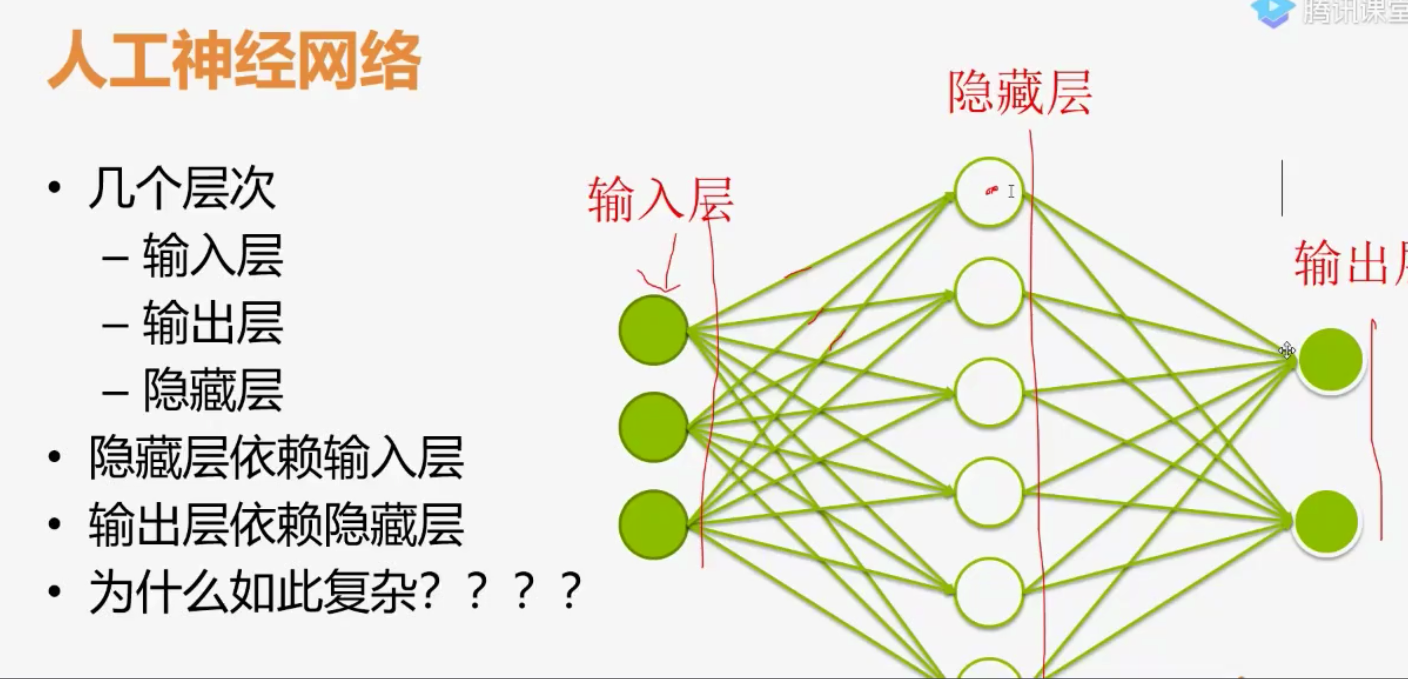 腾讯课堂
人工神经网络
隐藏层
• 几个层次
输入层
– 输入层
输出层
– 输出层
– 隐藏层
• 隐藏层依赖输入层
• 输出层依赖隐藏层
• 为什么如此复杂？？？？